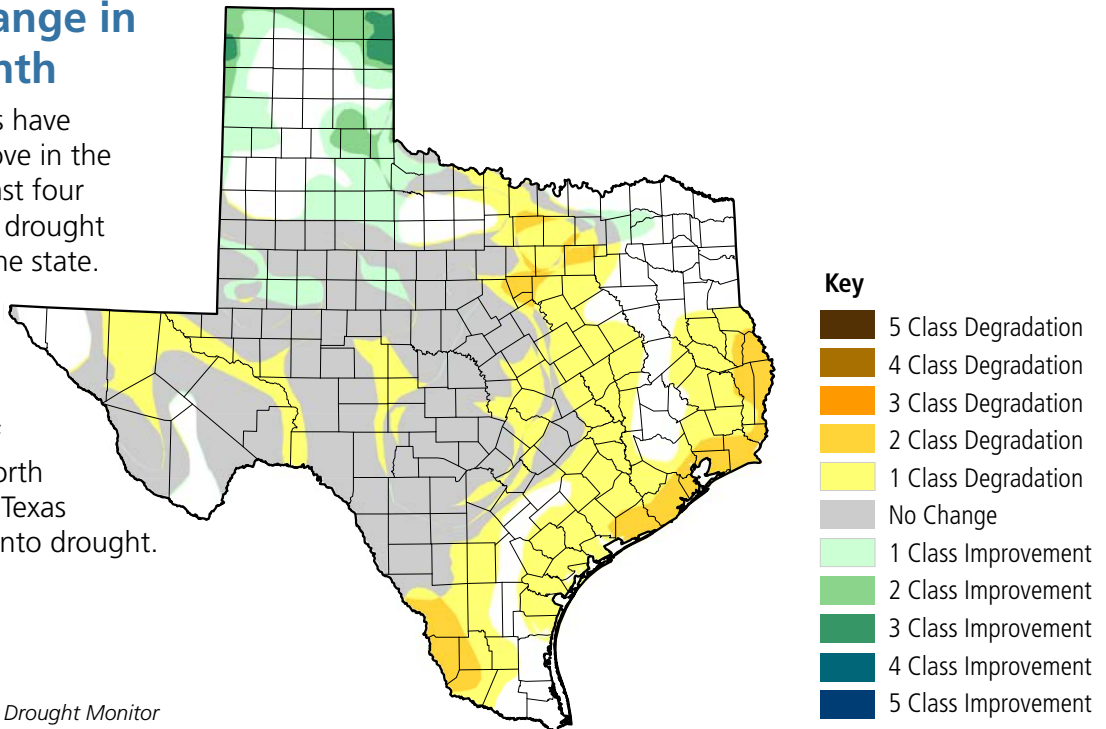 ange in
nth
s have
ove in the
ast four
drought
he state.
orth
Texas
nto drought.
Drought Monitor
Key
5 Class Degradation
4 Class Degradation
3 Class Degradation
2 Class Degradation
1 Class Degradation
No Change
1 Class Improvement
2 Class Improvement
3 Class Improvement
4 Class Improvement
5 Class Improvement